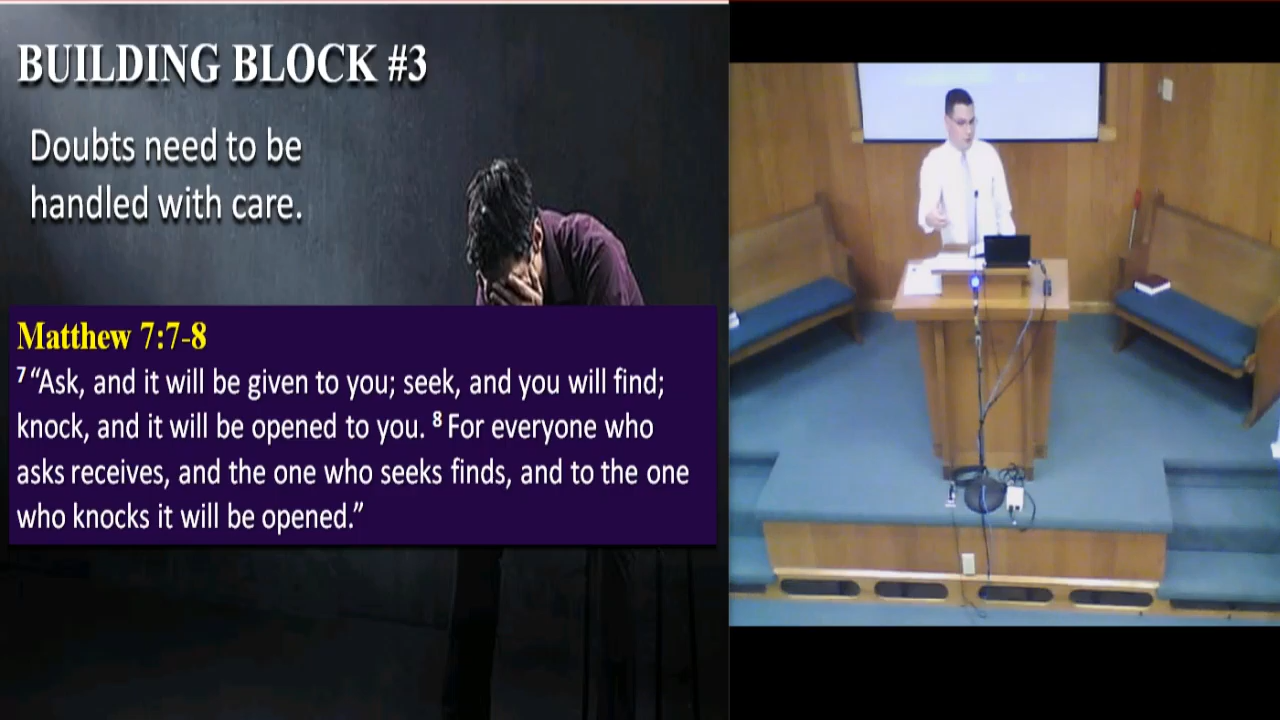 BUILDING BLOCK #3
Doubts need to be
handled with care.
Matthew 7:7-8
7 “Ask, and it will be given to you; seek, and you will find;
knock, and it will be opened to you. 8 For everyone who
asks receives, and the one who seeks finds, and to the one
who knocks it will be opened.”